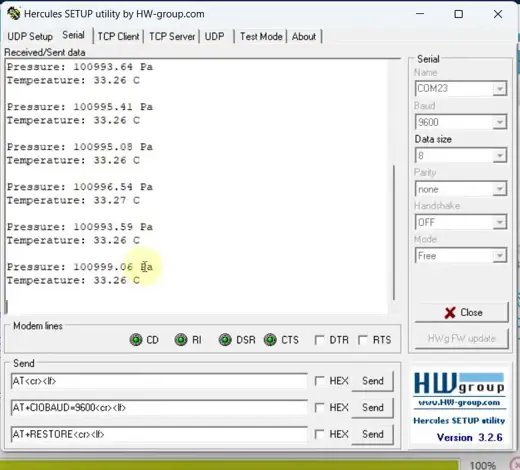 Hercules SETUP utility by HW-group.com
UDP Setup Serial TCP Client TCP Server UDP Test Mode About
Received/Sent data
Pressure: 100993.64 Pa
Temperature: 33.26 C
Pressure: 100995.41 Pa
Temperature: 33.26 C
Pressure: 100995.08 Pa
Temperature: 33.26 C
Pressure: 100996.54 Pa
Temperature: 33.27 C
Pressure: 100993.59 Pa
Temperature: 33.26 C
Pressure: 100999.06 Pa
Temperature: 33.26 C
Serial
Name
COM23
Baud
9600
Data size
8
Parity
none
Handshake
OFF
Mode
Free
Close
HWg FW update
Modem lines
CD RI DSR CTS DTR RTS
Send
AT<cr><lf> HEX Send
AT+CIOBAUD=9600<cr><lf> HEX Send
AT+RESTORE<cr><lf> HEX Send
HWgroup
www.HW-group.com
Hercules SETUP utility
Version 3.2.6
100%